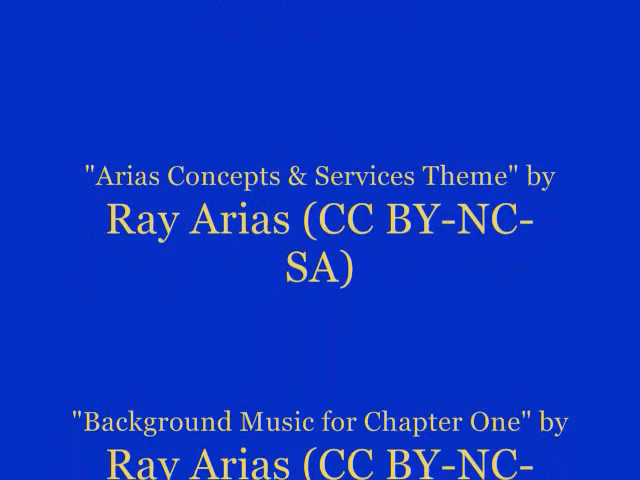 "Arias Concepts & Services Theme" by
Ray Arias (CC BY-NC-
SA)
"Background Music for Chapter One" by
Ray Arias (CC BY-NC-